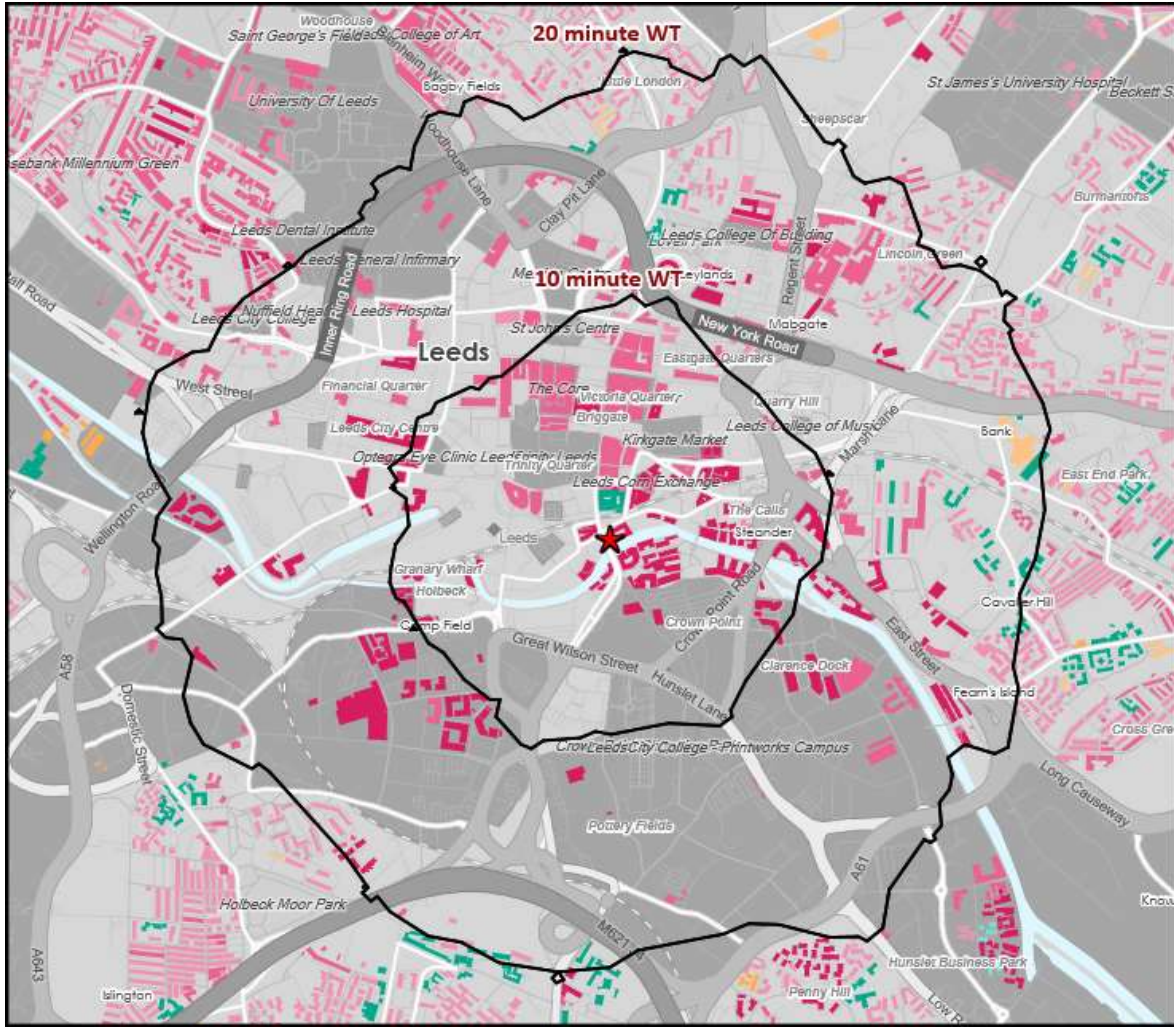 Woodhouse
20 minute WT
Saint George's Field
College of Art
Bagby Fields
Little London
St James's University Hospital
University Of Leeds
Sheepscar
Woodhouse Lane
Millennium Green
Clay Pit Lane
Burmantofts
Leeds Dental Institute
Leeds College Of Building
Lovell Park
Regent Street
Lincoln Green
Leeds General Infirmary
10 minute WT
Leylands
Inner Ring Road
Leeds City College
Leeds Hospital
St John's Centre
New York Road
Mabgate
Leeds
Eastgate Quarters
West Street
Financial Quarter
The Core
Victoria Quarter
Briggate
Quarry Hill
Leeds City Centre
Kirkgate Market
Leeds College of Music
Marsh Lane
Bank
Trinity Quarter
Leeds Corn Exchange
East End Park
Wellington Road
Leeds
The Calls
Steander
Granary Wharf
Holbeck
Crown Point Road
Cavalier Hill
Camp Field
Crown Point
Great Wilson Street
East Street
A58
Hunslet Lane
Clarence Dock
Fearn's Island
Domestic Street
Leeds City College - Printworks Campus
Long Causeway
Pottery Fields
A61
Holbeck Moor Park
M621
A643
Hunslet Business Park
Islington
Penny Hill